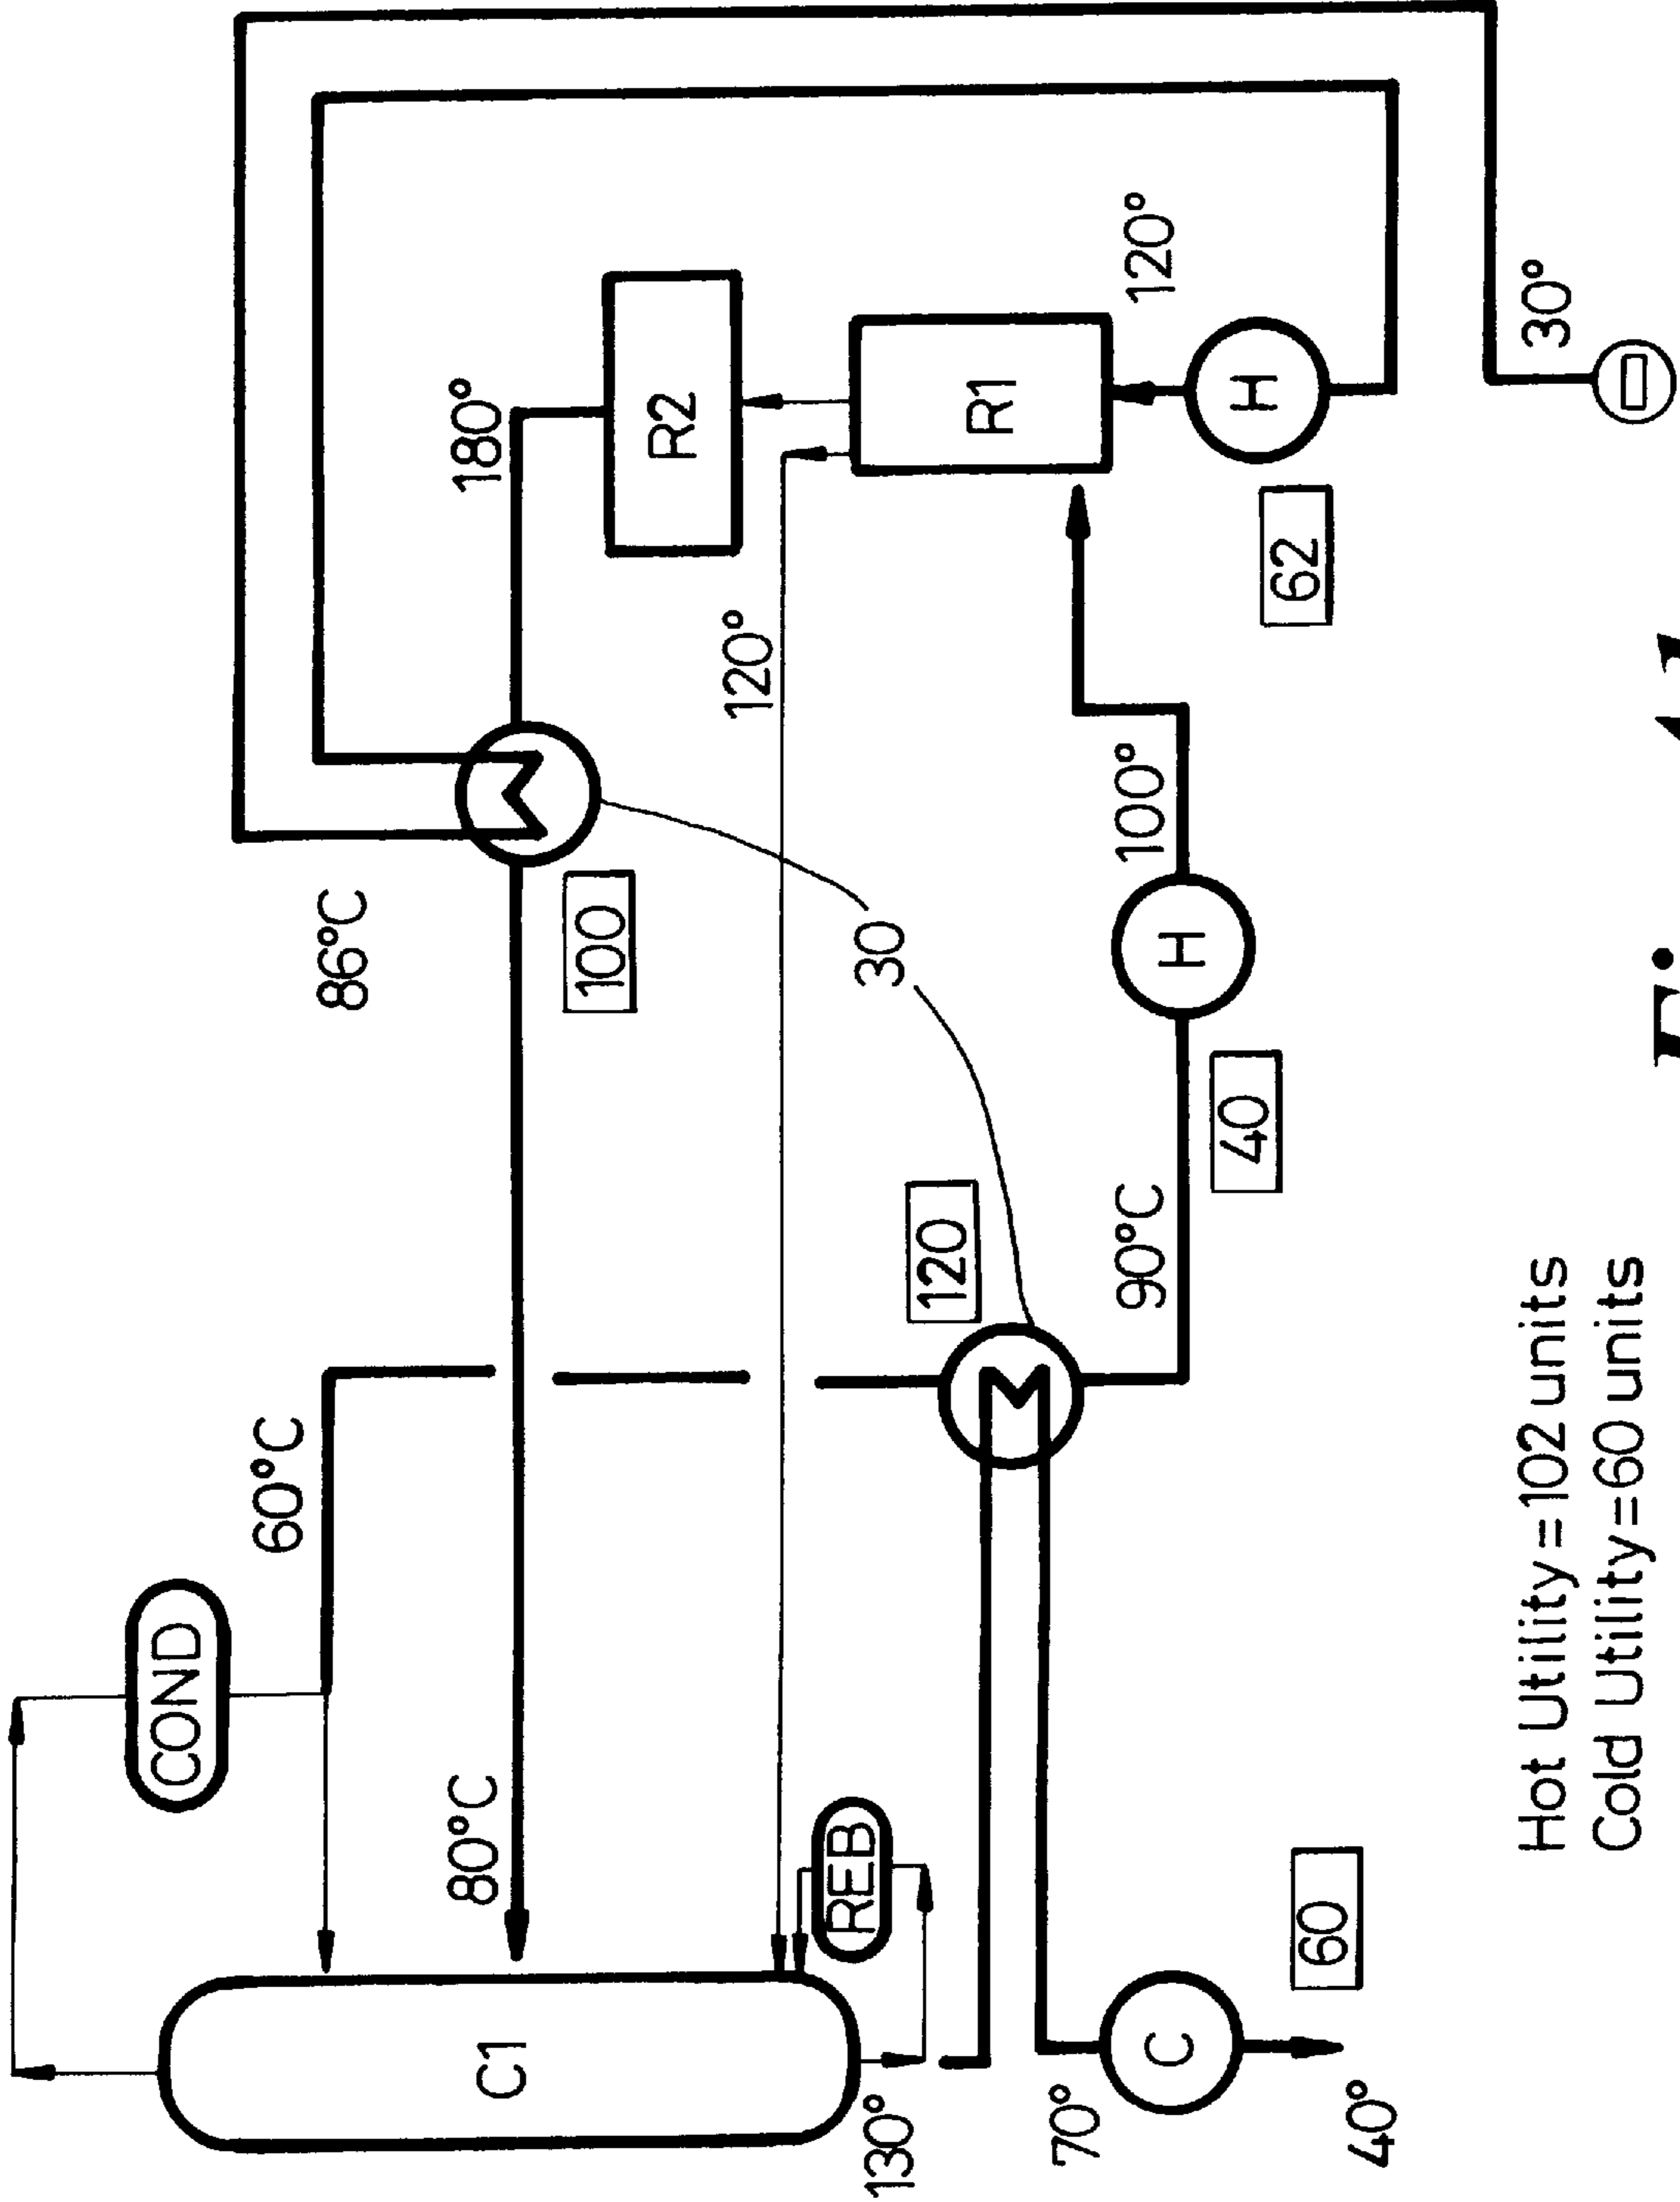 COND
60°C
86°C
180°
80°C
100
R2
C1
120°
R1
120°
30
REB
120
100°
H
H
62
130°
90°C
40
70°
C
60
40°
30°
Hot Utility=102 units
Cold Utility=60 units